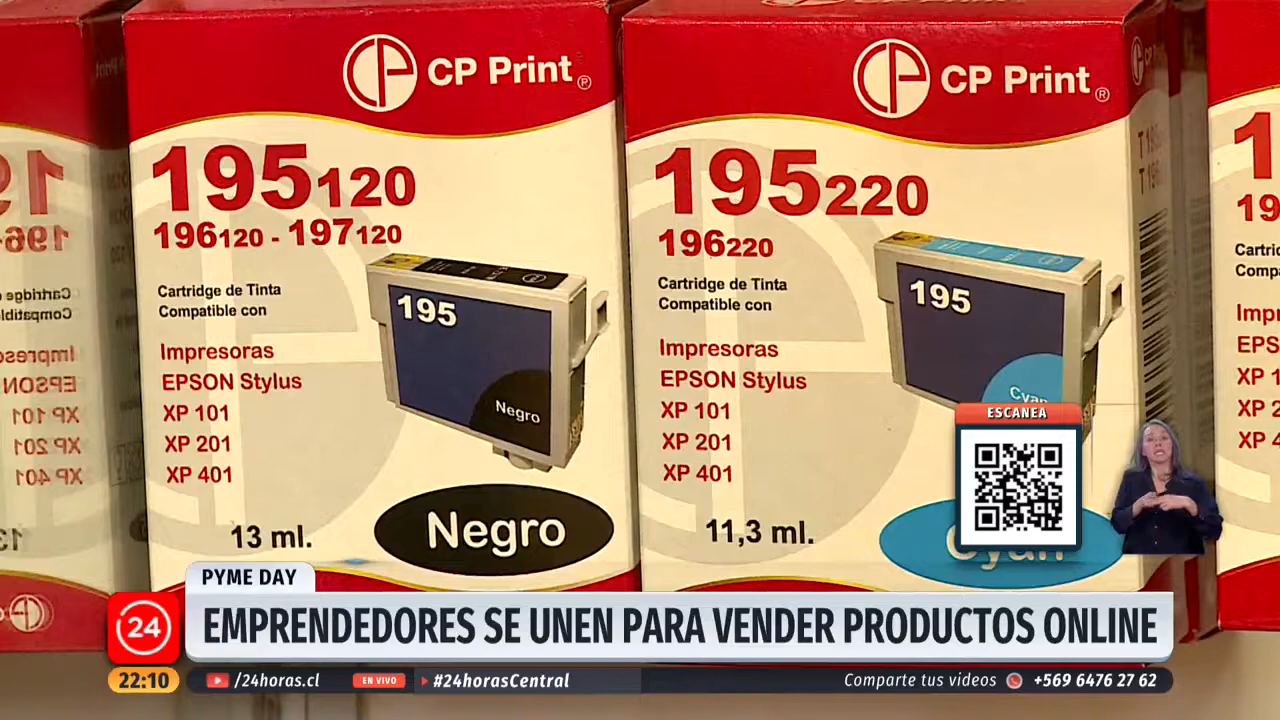 CP Print
195120
196120 - 197120
Cartridge de Tinta
Compatible con
Impresoras
EPSON Stylus
XP 101
XP 201
XP 401
13 ml.
195
Negro
Negro
CP Print
195220
196220
Cartridge de Tinta
Compatible con
Impresoras
EPSON Stylus
XP 101
XP 201
XP 401
11,3 ml.
195
Cyan
Cyan
ESCANEA
PYME DAY
24
EMPRENDEDORES SE UNEN PARA VENDER PRODUCTOS ONLINE
22:10
/24horas.cl
EN VIVO
#24horasCentral
Comparte tus videos
+569 6476 27 62